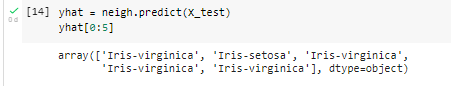 [14] yhat = neigh.predict(X_test)
0 d yhat[0:5]
array(['Iris-virginica', 'Iris-setosa', 'Iris-virginica',
'Iris-virginica', 'Iris-virginica'], dtype=object)